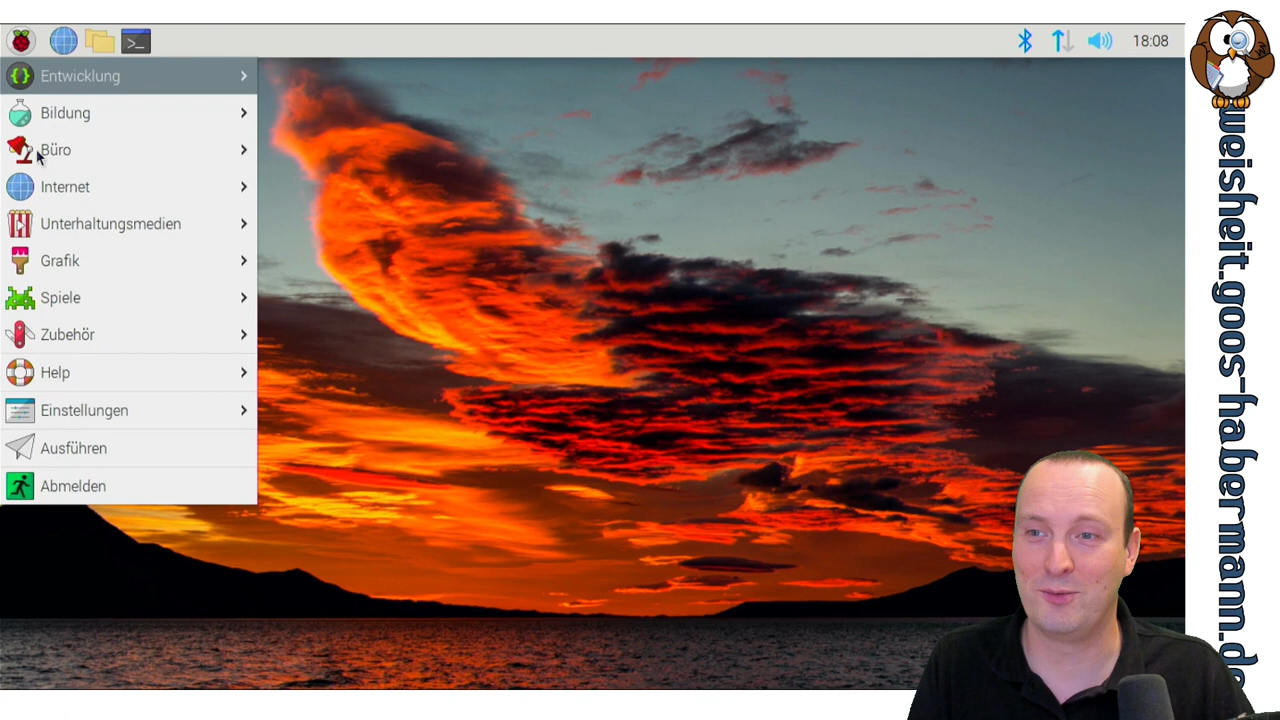 18:08
Entwicklung
Bildung
Büro
Internet
Unterhaltungsmedien
Grafik
Spiele
Zubehör
Help
Einstellungen
Ausführen
Abmelden
weisheit.goos-habermann.de